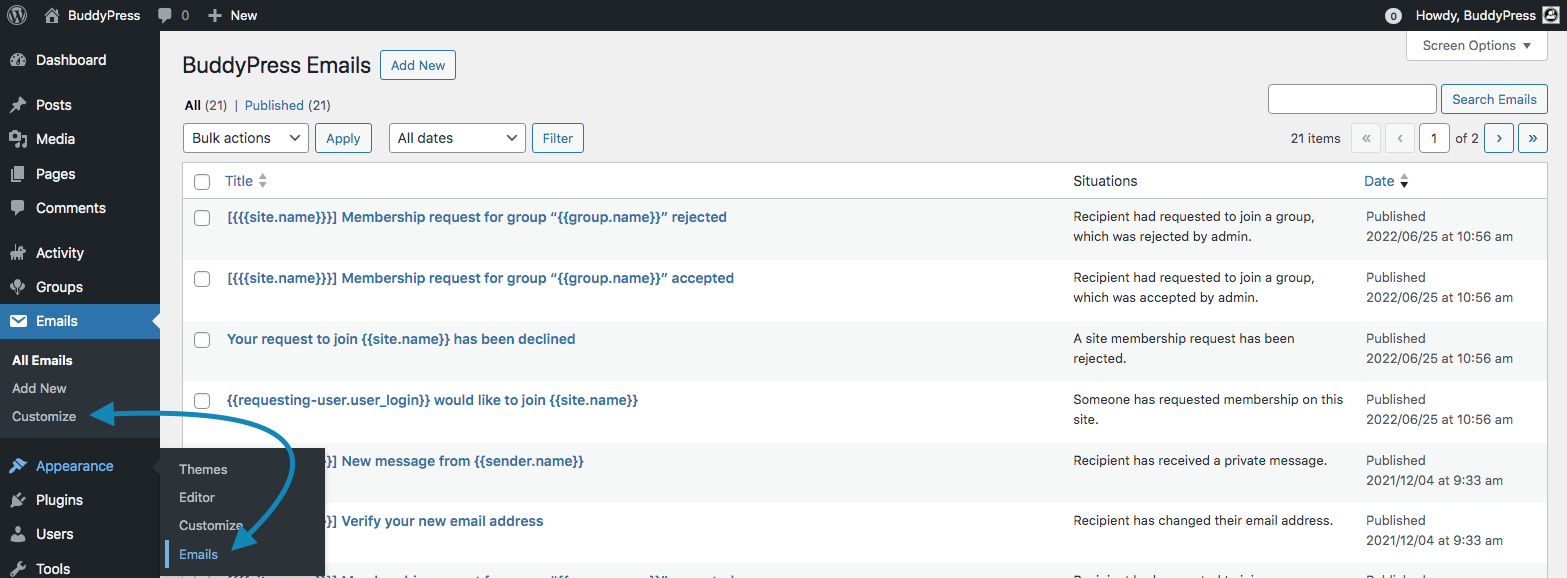 BuddyPress 0 New 0 Howdy, BuddyPress
Screen Options
Dashboard
Posts
Media
Pages
Comments
Activity
Groups
Emails
All Emails
Add New
Customize
Appearance
Plugins
Users
Tools
Themes
Editor
Customize
Emails
BuddyPress Emails Add New
All (21) | Published (21)
Search Emails
Bulk actions Apply All dates Filter
21 items « ‹ 1 of 2 › »
Title Situations Date
[{{{site.name}}}] Membership request for group “{{group.name}}” rejected
Recipient had requested to join a group,
which was rejected by admin.
Published
2022/06/25 at 10:56 am
[{{{site.name}}}] Membership request for group “{{group.name}}” accepted
Recipient had requested to join a group,
which was accepted by admin.
Published
2022/06/25 at 10:56 am
Your request to join {{site.name}} has been declined
A site membership request has been
rejected.
Published
2022/06/25 at 10:56 am
{{requesting-user.user_login}} would like to join {{site.name}}
Someone has requested membership on this
site.
Published
2022/06/25 at 10:56 am
}] New message from {{sender.name}}
Recipient has received a private message.
Published
2021/12/04 at 9:33 am
}] Verify your new email address
Recipient has changed their email address.
Published
2021/12/04 at 9:33 am